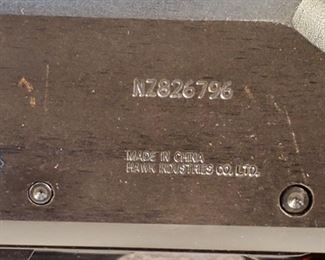 NZ826796
MADE IN CHINA
HAWK INDUSTRIES CO. LTD.